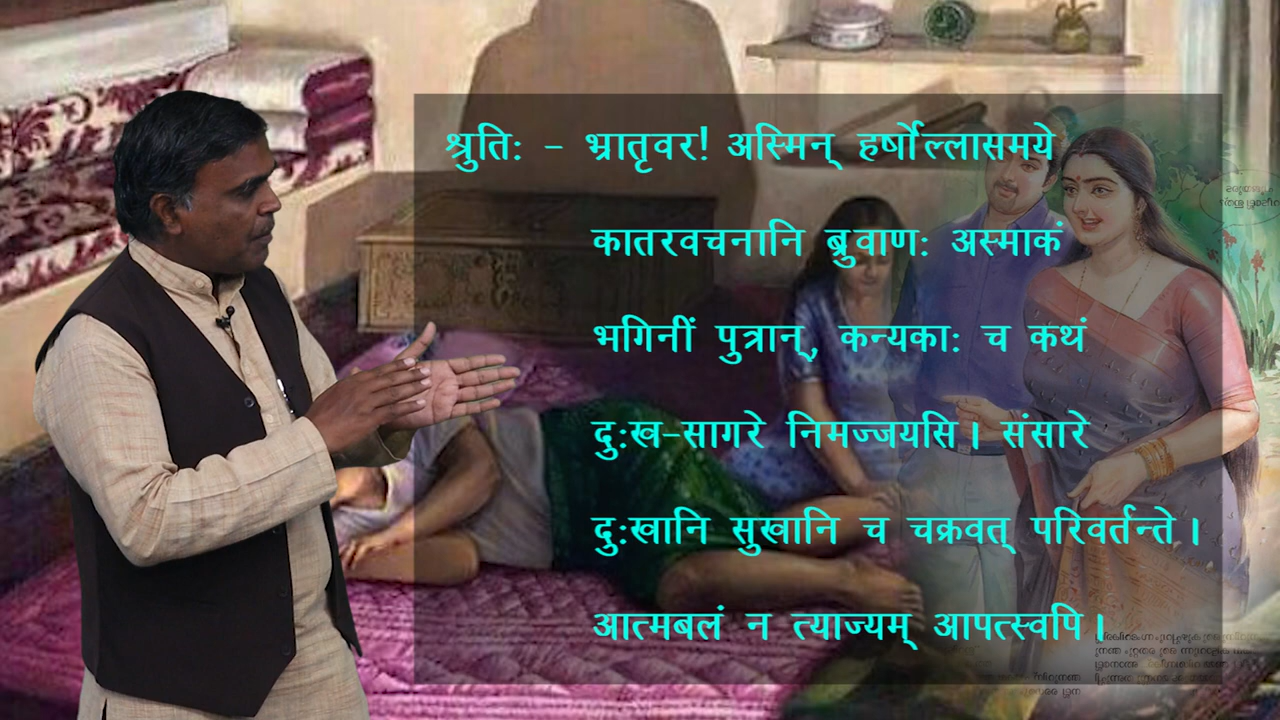 श्रुतिः - भ्रातृवर! अस्मिन् हर्षोल्लासमये
कातरवचनानि ब्रुवाणः अस्माकं
भगिनीं पुत्रान्, कन्यकाः च कथं
दुःख-सागरे निमज्जयसि। संसारे
दुःखानि सुखानि च चक्रवत् परिवर्तन्ते।
आत्मबलं न त्याज्यम् आपत्स्वपि।